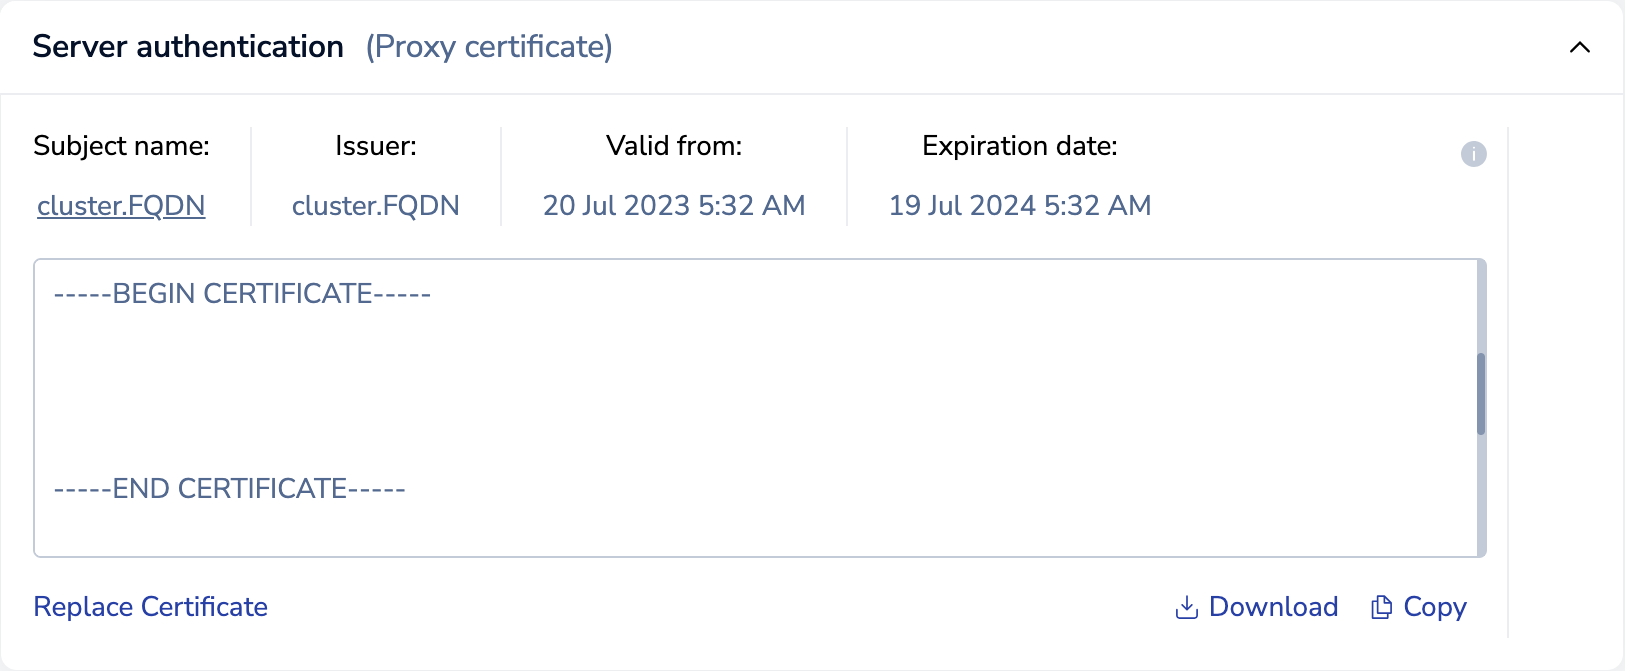 Server authentication (Proxy certificate)
Subject name: Issuer: Valid from: Expiration date:
cluster.FQDN cluster.FQDN 20 Jul 2023 5:32 AM 19 Jul 2024 5:32 AM
-----BEGIN CERTIFICATE-----
-----END CERTIFICATE-----
Replace Certificate Download Copy